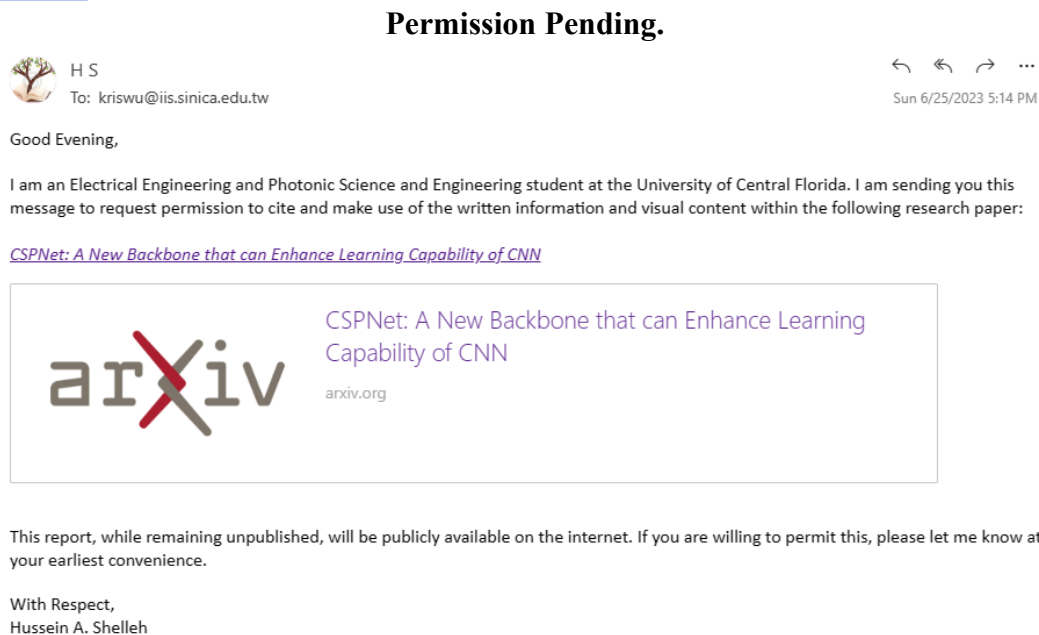 Permission Pending.
H S
To: kriswu@iis.sinica.edu.tw
Sun 6/25/2023 5:14 PM
Good Evening,
I am an Electrical Engineering and Photonic Science and Engineering student at the University of Central Florida. I am sending you this
message to request permission to cite and make use of the written information and visual content within the following research paper:
CSPNet: A New Backbone that can Enhance Learning Capability of CNN
arXiv
CSPNet: A New Backbone that can Enhance Learning
Capability of CNN
arxiv.org
This report, while remaining unpublished, will be publicly available on the internet. If you are willing to permit this, please let me know at
your earliest convenience.
With Respect,
Hussein A. Shelleh